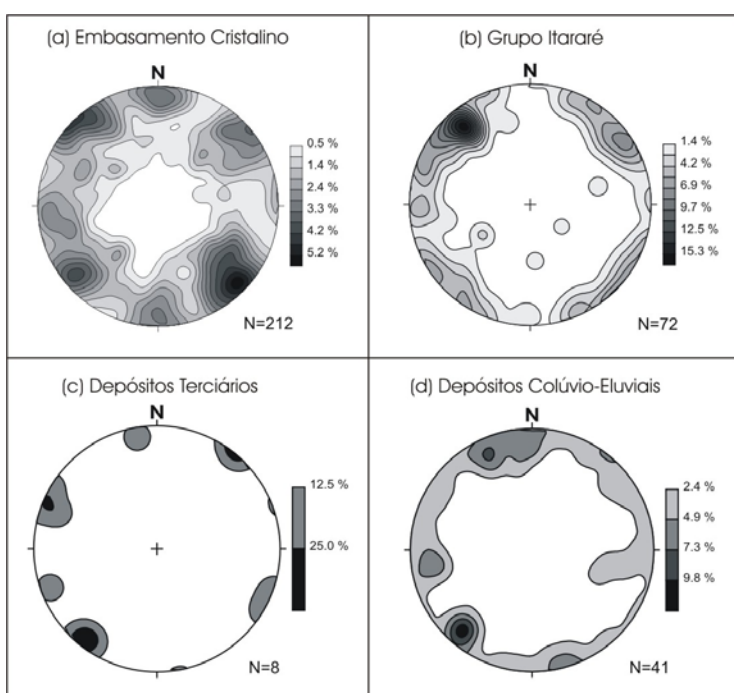 (a) Embasamento Cristalino
N
0.5 %
1.4 %
2.4 %
3.3 %
4.2 %
5.2 %
N=212
(b) Grupo Itararé
N
1.4 %
4.2 %
6.9 %
9.7 %
12.5 %
15.3 %
N=72
(c) Depósitos Terciários
N
12.5 %
25.0 %
N=8
(d) Depósitos Colúvio-Eluviais
N
2.4 %
4.9 %
7.3 %
9.8 %
N=41